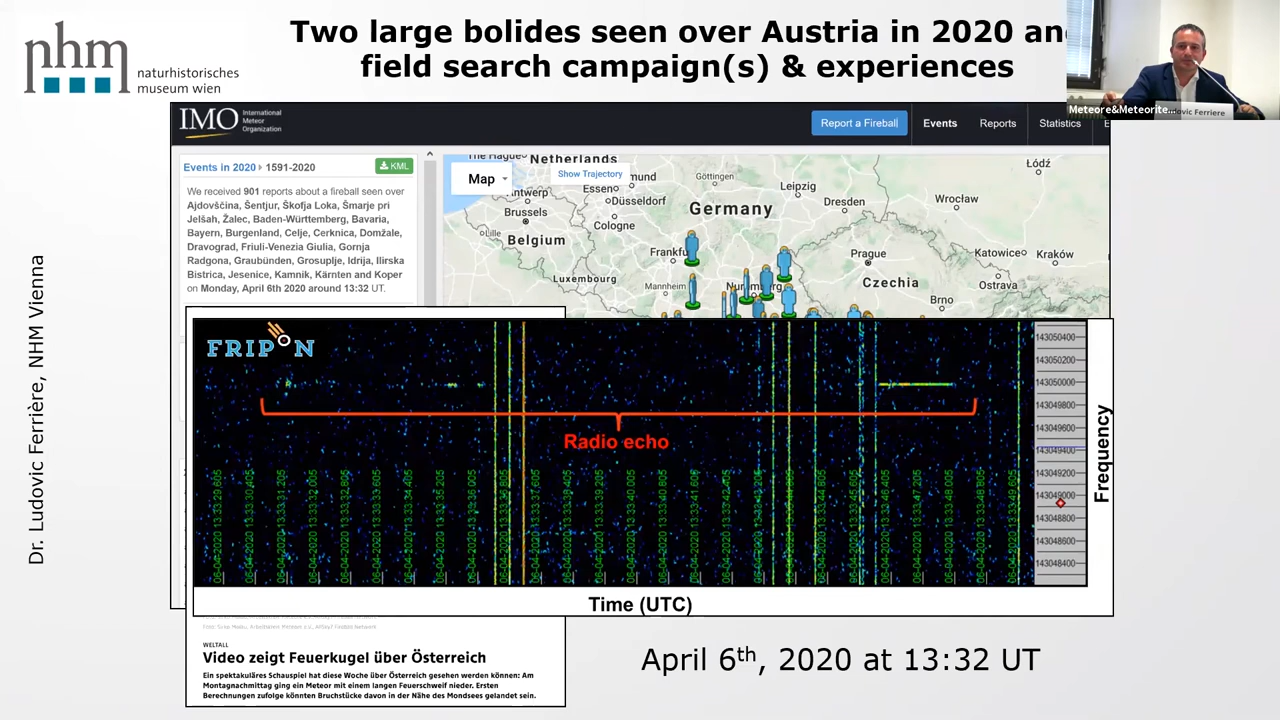 Two large bolides seen over Austria in 2020 an
field search campaign(s) & experiences
nhm
naturhistorisches
museum wien
Meteore&Meteorite...
dovic Ferriere
Dr. Ludovic Ferrière, NHM Vienna
IMO
International
Meteor
Organization
Report a Fireball
Events
Reports
Statistics
E
Events in 2020
1591-2020
KML
We received 901 reports about a fireball seen over
Ajdovščina, Šentjur, Škofja Loka, Šmarje pri
Jelšah, Žalec, Baden-Württemberg, Bavaria,
Bayern, Burgenland, Celje, Cerknica, Domžale,
Dravograd, Friuli-Venezia Giulia, Gornja
Radgona, Graubünden, Grosuplje, Idrija, Ilirska
Bistrica, Jesenice, Kamnik, Kärnten and Koper
on Monday, April 6th 2020 around 13:32 UT.
The Hague
Netherlands
Map
Show Trajectory
mund
Göttingen
Łódź
Essen
Leipzig
ntwerp
Düsseldorf
Wrocław
Dresden
Brussels
Germany
Cologne
Lille
Belgium
Frankfu
Prague
Katowice
Kraków
Luxembourg
Czechia
Mannheim
Nuremberg
Ostrava
Brno
FRIPON
Radio echo
143050400
143050200
143050000
143049800
143049600
143049400
143049200
143049000
143048800
143048600
143048400
Frequency
Time (UTC)
WELTALL
Video zeigt Feuerkugel über Österreich
Ein spektakuläres Schauspiel hat diese Woche über Österreich gesehen werden können: Am
Montagnachmittag ging ein Meteor mit einem langen Feuerschweif nieder. Ersten
Berechnungen zufolge könnten Bruchstücke davon in der Nähe des Mondsees gelandet sein.
April 6th, 2020 at 13:32 UT